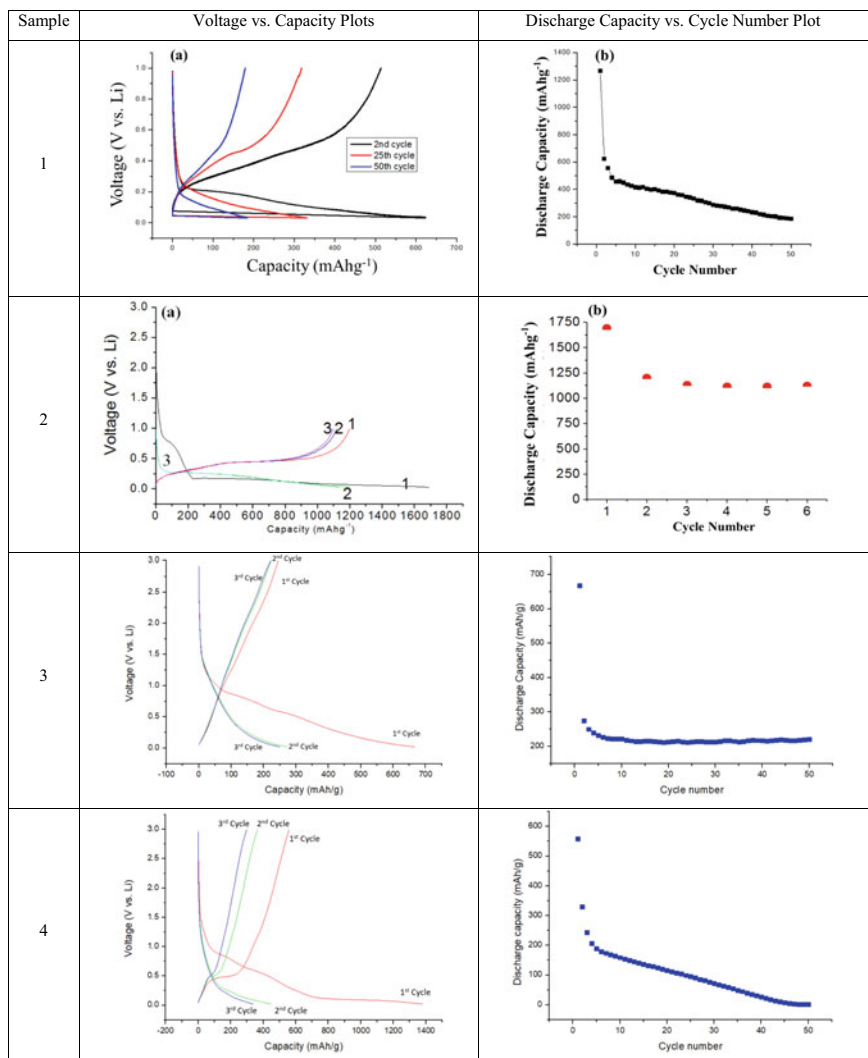 Sample
Voltage vs. Capacity Plots
Discharge Capacity vs. Cycle Number Plot
1
(a)
Voltage (V vs. Li)
1.0
0.8
0.6
0.4
0.2
0.0
2nd cycle
25th cycle
50th cycle
0 100 200 300 400 500 600 700
Capacity (mAhg⁻¹)
(b)
Discharge Capacity (mAhg⁻¹)
1400
1200
1000
800
600
400
200
0
0 10 20 30 40 50
Cycle Number
2
(a)
Voltage (V vs. Li)
3.0
2.5
2.0
1.5
1.0
0.5
0.0
3 2 1
3
1
2
0 200 400 600 800 1000 1200 1400 1600 1800
Capacity (mAhg⁻¹)
(b)
Discharge Capacity (mAhg⁻¹)
1750
1500
1250
1000
750
500
250
0
1 2 3 4 5 6
Cycle Number
3
Voltage (V vs. Li)
3.0
2.5
2.0
1.5
1.0
0.5
0.0
2nd Cycle
3rd Cycle
1st Cycle
1st Cycle
3rd Cycle
2nd Cycle
-100 0 100 200 300 400 500 600 700
Capacity (mAh/g)
Discharge Capacity (mAh/g)
700
600
500
400
300
200
0 10 20 30 40 50
Cycle number
4
Voltage (V vs. Li)
3.0
2.5
2.0
1.5
1.0
0.5
0.0
3rd Cycle
2nd Cycle
1st Cycle
1st Cycle
3rd Cycle
2nd Cycle
0 200 400 600 800 1000 1200 1400
Capacity (mAh/g)
Discharge capacity (mAh/g)
600
500
400
300
200
100
0
0 10 20 30 40 50
Cycle number